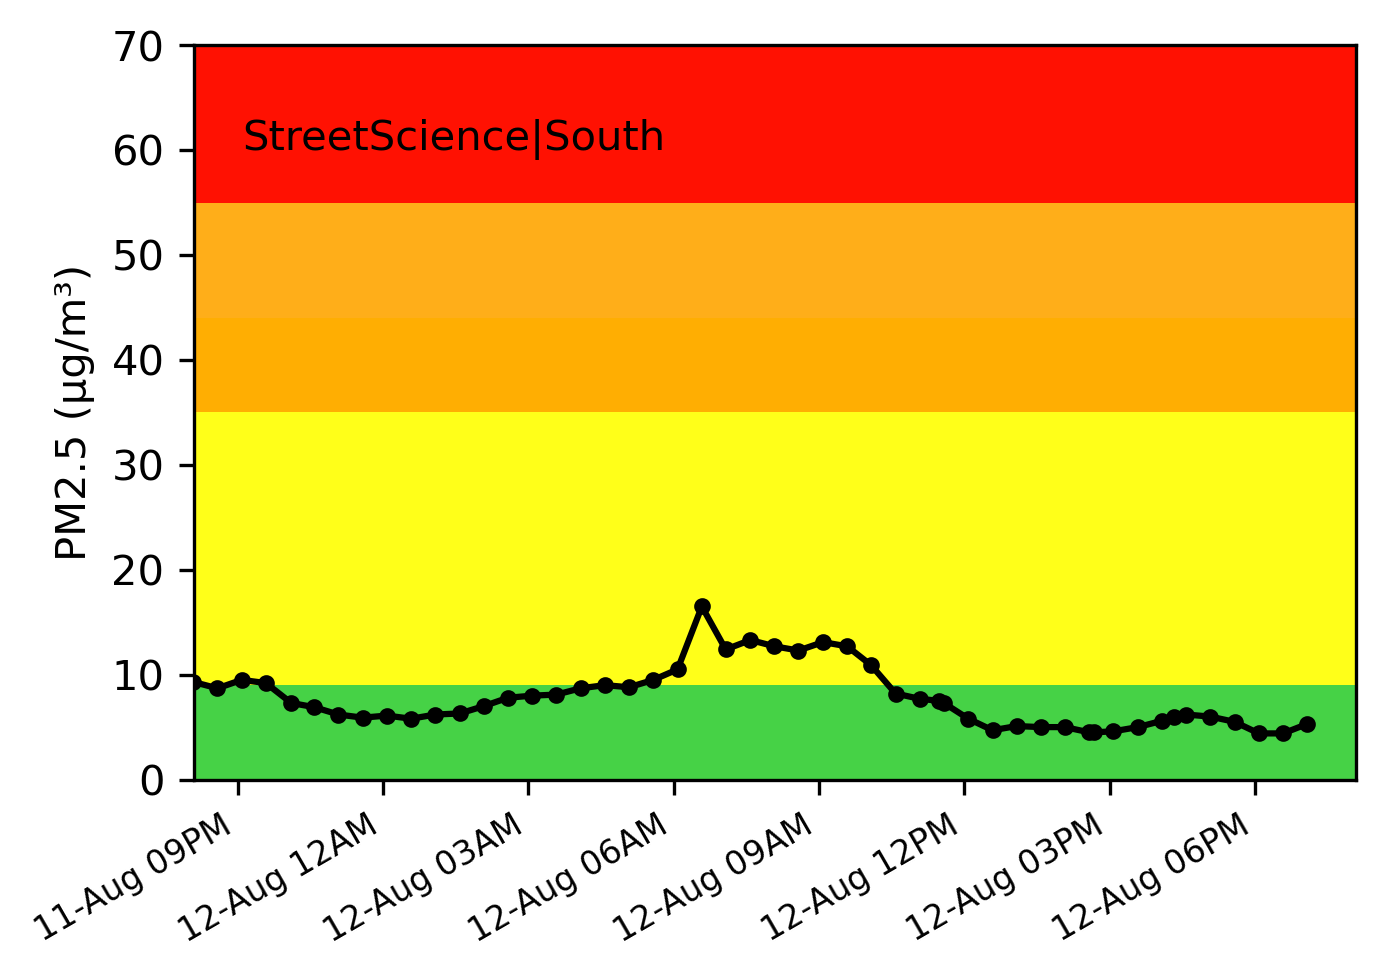 70
StreetScience|South
60
50
40
30
20
10
0
PM2.5 (µg/m³)
11-Aug 09PM
12-Aug 12AM
12-Aug 03AM
12-Aug 06AM
12-Aug 09AM
12-Aug 12PM
12-Aug 03PM
12-Aug 06PM